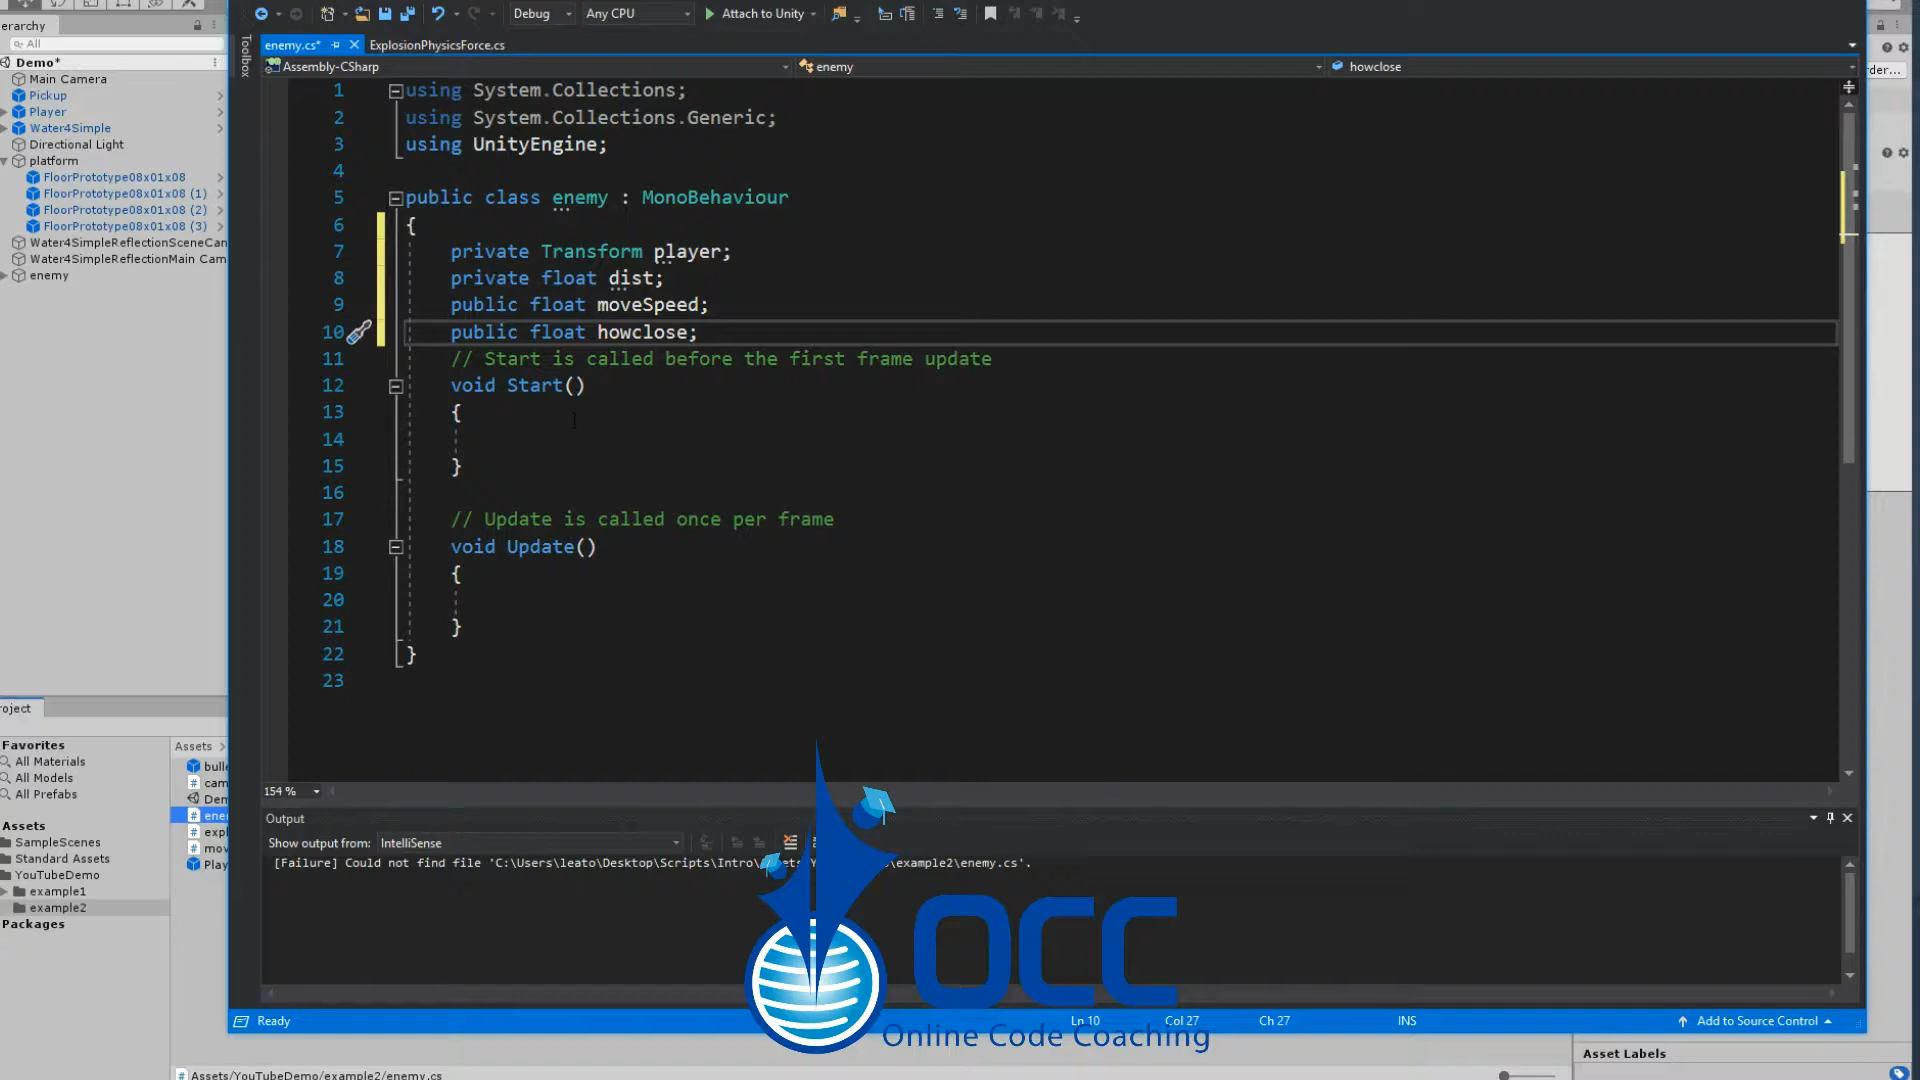 erarchy
All
Demo*
Main Camera
Pickup
Player
Water4Simple
Directional Light
platform
FloorPrototype08x01x08
FloorPrototype08x01x08 (1)
FloorPrototype08x01x08 (2)
FloorPrototype08x01x08 (3)
Water4SimpleReflectionSceneCan
Water4SimpleReflectionMain Cam
enemy
Toolbox
Debug
Any CPU
Attach to Unity
enemy.cs*
ExplosionPhysicsForce.cs
Assembly-CSharp
enemy
howclose
1 using System.Collections;
2 using System.Collections.Generic;
3 using UnityEngine;
4
5 public class enemy : MonoBehaviour
6 {
7 private Transform player;
8 private float dist;
9 public float moveSpeed;
10 public float howclose;
11 // Start is called before the first frame update
12 void Start()
13 {
14
15 }
16
17 // Update is called once per frame
18 void Update()
19 {
20
21 }
22 }
23
154 %
Output
Show output from: IntelliSense
[Failure] Could not find file 'C:\Users\leato\Desktop\Scripts\Intro\ example2\enemy.cs'.
Ready
Ln 10
Col 27
Ch 27
INS
Add to Source Control
OCC
Online Code Coaching
roject
Favorites
All Materials
All Models
All Prefabs
Assets
SampleScenes
Standard Assets
YouTubeDemo
example1
example2
Packages
Assets
bulle
cam
Dem
ene
expl
mov
Play
Assets/YouTubeDemo/example2/enemy.cs
Asset Labels
rder...